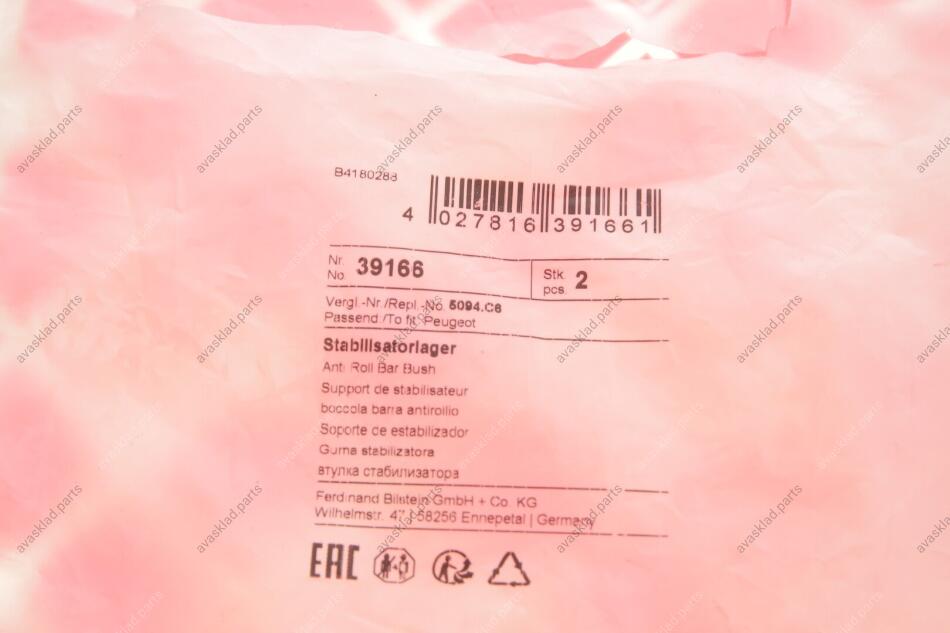 B4180288
4 027816 391661
Nr.
No. 39166
Stk.
pcs. 2
Vergl.-Nr./Repl.-No. 5094.C6
Passend./To fit: Peugeot
Stabilisatorlager
Anti Roll Bar Bush
Support de stabilisateur
boccola barra antirollio
Soporte de estabilizador
Guma stabilizatora
втулка стабилизатора
Ferdinand Bilstein GmbH + Co. KG
Wilhelmstr. 47 58256 Ennepetal | Germany
EAC
avasklad.parts